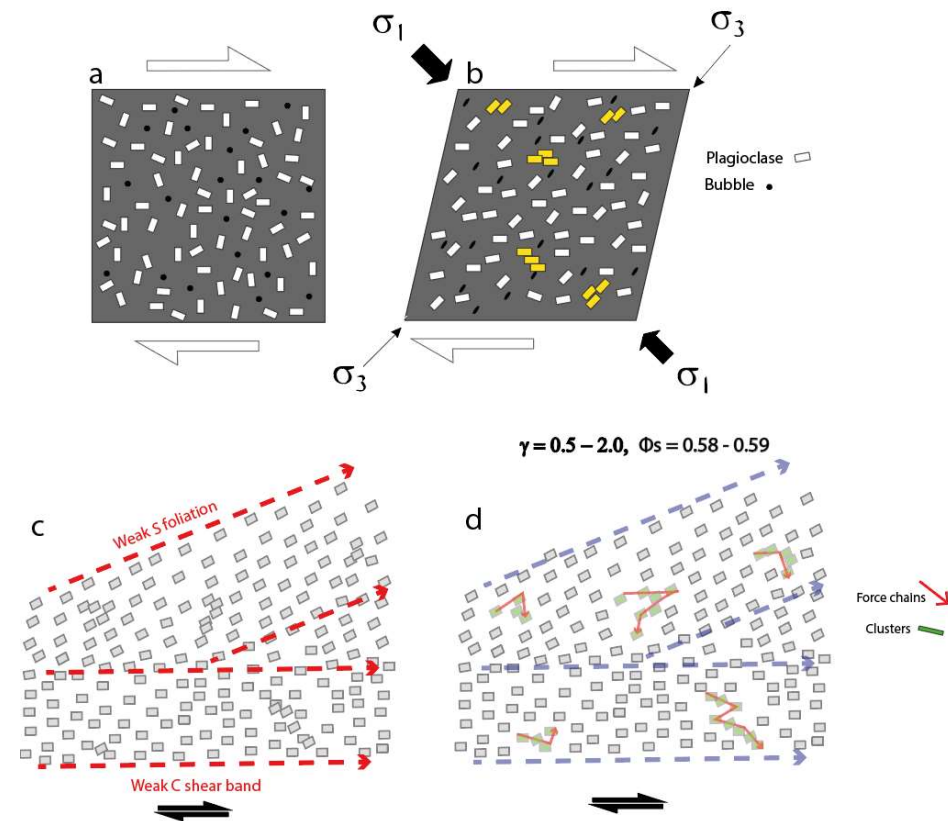 σ1
σ3
a
b
Plagioclase
Bubble
σ3
σ1
γ = 0.5 – 2.0, Φs = 0.58 - 0.59
c
Weak S foliation
d
Force chains
Clusters
Weak C shear band